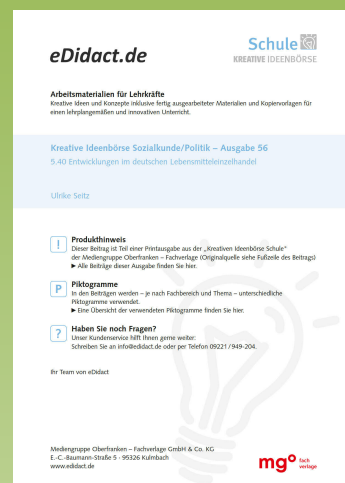 eDidact.de
Schule
KREATIVE IDEENBÖRSE
Arbeitsmaterialien für Lehrkräfte
Kreative Ideen und Konzepte inklusive fertig ausgearbeiteter Materialien und Kopiervorlagen für
einen lehrplangemäßen und innovativen Unterricht.
Kreative Ideenbörse Sozialkunde/Politik – Ausgabe 56
5.40 Entwicklungen im deutschen Lebensmitteleinzelhandel
Ulrike Seitz
!
Produkthinweis
Dieser Beitrag ist Teil einer Printausgabe aus der „Kreativen Ideenbörse Schule“
der Mediengruppe Oberfranken – Fachverlage (Originalquelle siehe Fußzeile des Beitrags)
► Alle Beiträge dieser Ausgabe finden Sie hier.
P
Piktogramme
In den Beiträgen werden – je nach Fachbereich und Thema – unterschiedliche
Piktogramme verwendet.
► Eine Übersicht der verwendeten Piktogramme finden Sie hier.
?
Haben Sie noch Fragen?
Unser Kundenservice hilft Ihnen gerne weiter:
Schreiben Sie an info@edidact.de oder per Telefon 09221/949-204.
Ihr Team von eDidact
Mediengruppe Oberfranken – Fachverlage GmbH & Co. KG
E.-C.-Baumann-Straße 5 · 95326 Kulmbach
www.edidact.de
mgo fach
verlage